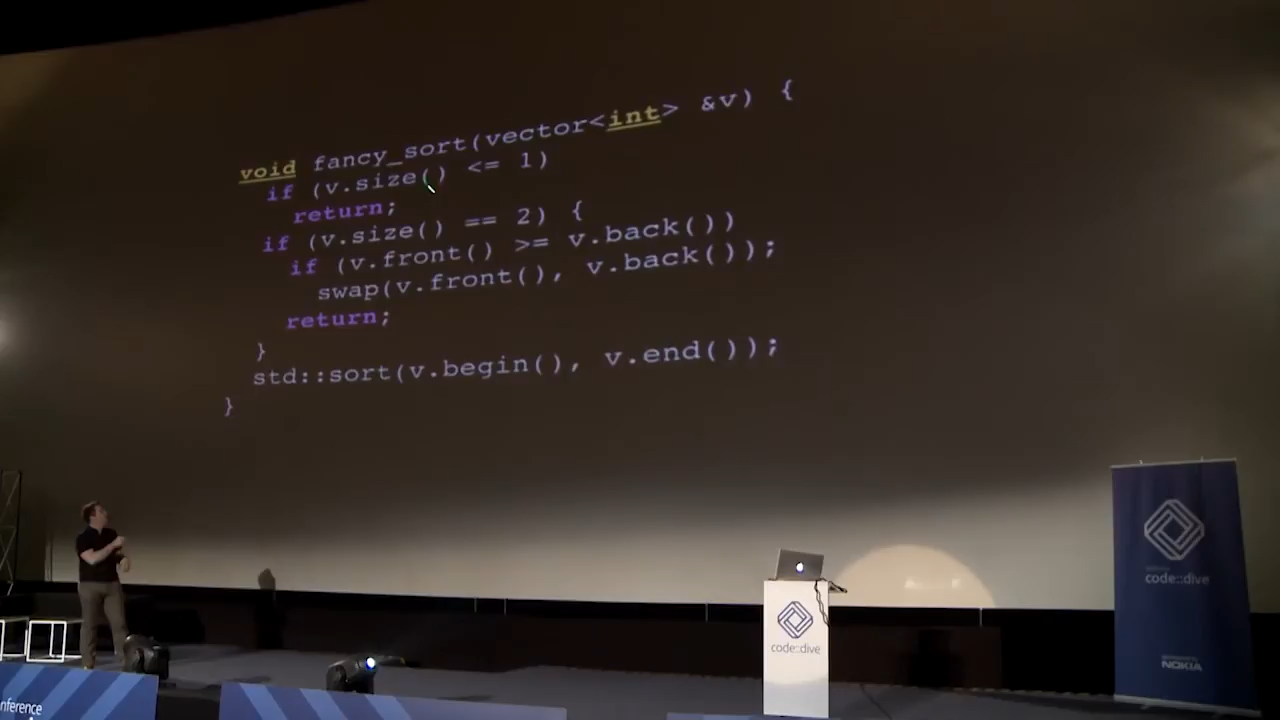 void fancy_sort(vector<int> &v) {
if (v.size() <= 1)
return;
if (v.size() == 2) {
if (v.front() >= v.back())
swap(v.front(), v.back());
return;
}
std::sort(v.begin(), v.end());
}
code::dive
code::dive
NOKIA
nference